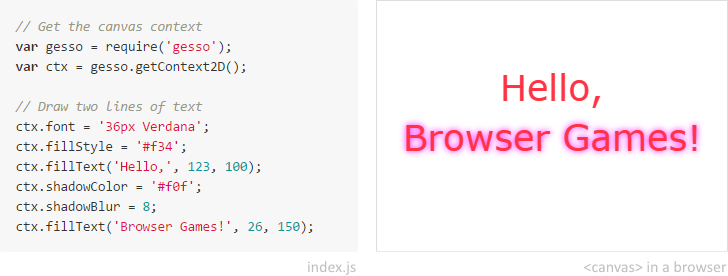 // Get the canvas context
var gesso = require('gesso');
var ctx = gesso.getContext2D();
// Draw two lines of text
ctx.font = '36px Verdana';
ctx.fillStyle = '#f34';
ctx.fillText('Hello,', 123, 100);
ctx.shadowColor = '#f0f';
ctx.shadowBlur = 8;
ctx.fillText('Browser Games!', 26, 150);
index.js
Hello,
Browser Games!
<canvas> in a browser